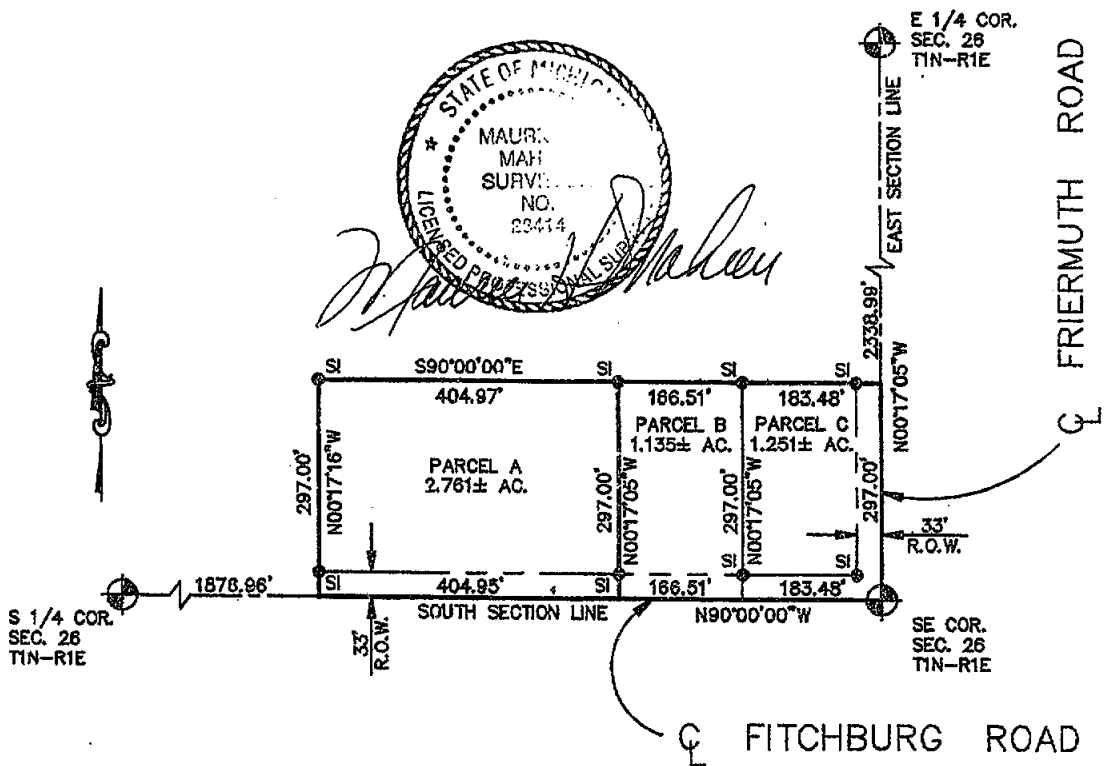 E 1/4 COR.
SEC. 26
T1N-R1E
FRIERMUTH ROAD
EAST SECTION LINE
STATE OF
MAH
NO.
23414
LICENSED PROFESSIONAL
2338.99'
N00°17'05"W
SI
S90°00'00"E
SI
SI
SI
404.97'
166.51'
183.48'
PARCEL A
2.761± AC.
PARCEL B
1.135± AC.
PARCEL C
1.251± AC.
297.00'
N00°17'16"W
297.00'
N00°17'05"W
297.00'
N00°17'05"W
297.00'
33'
R.O.W.
SI
SI
SI
SI
1876.96'
404.95'
166.51'
183.48'
SOUTH SECTION LINE
N90°00'00"W
33'
R.O.W.
S 1/4 COR.
SEC. 26
T1N-R1E
SE COR.
SEC. 26
T1N-R1E
CL
CL FITCHBURG ROAD